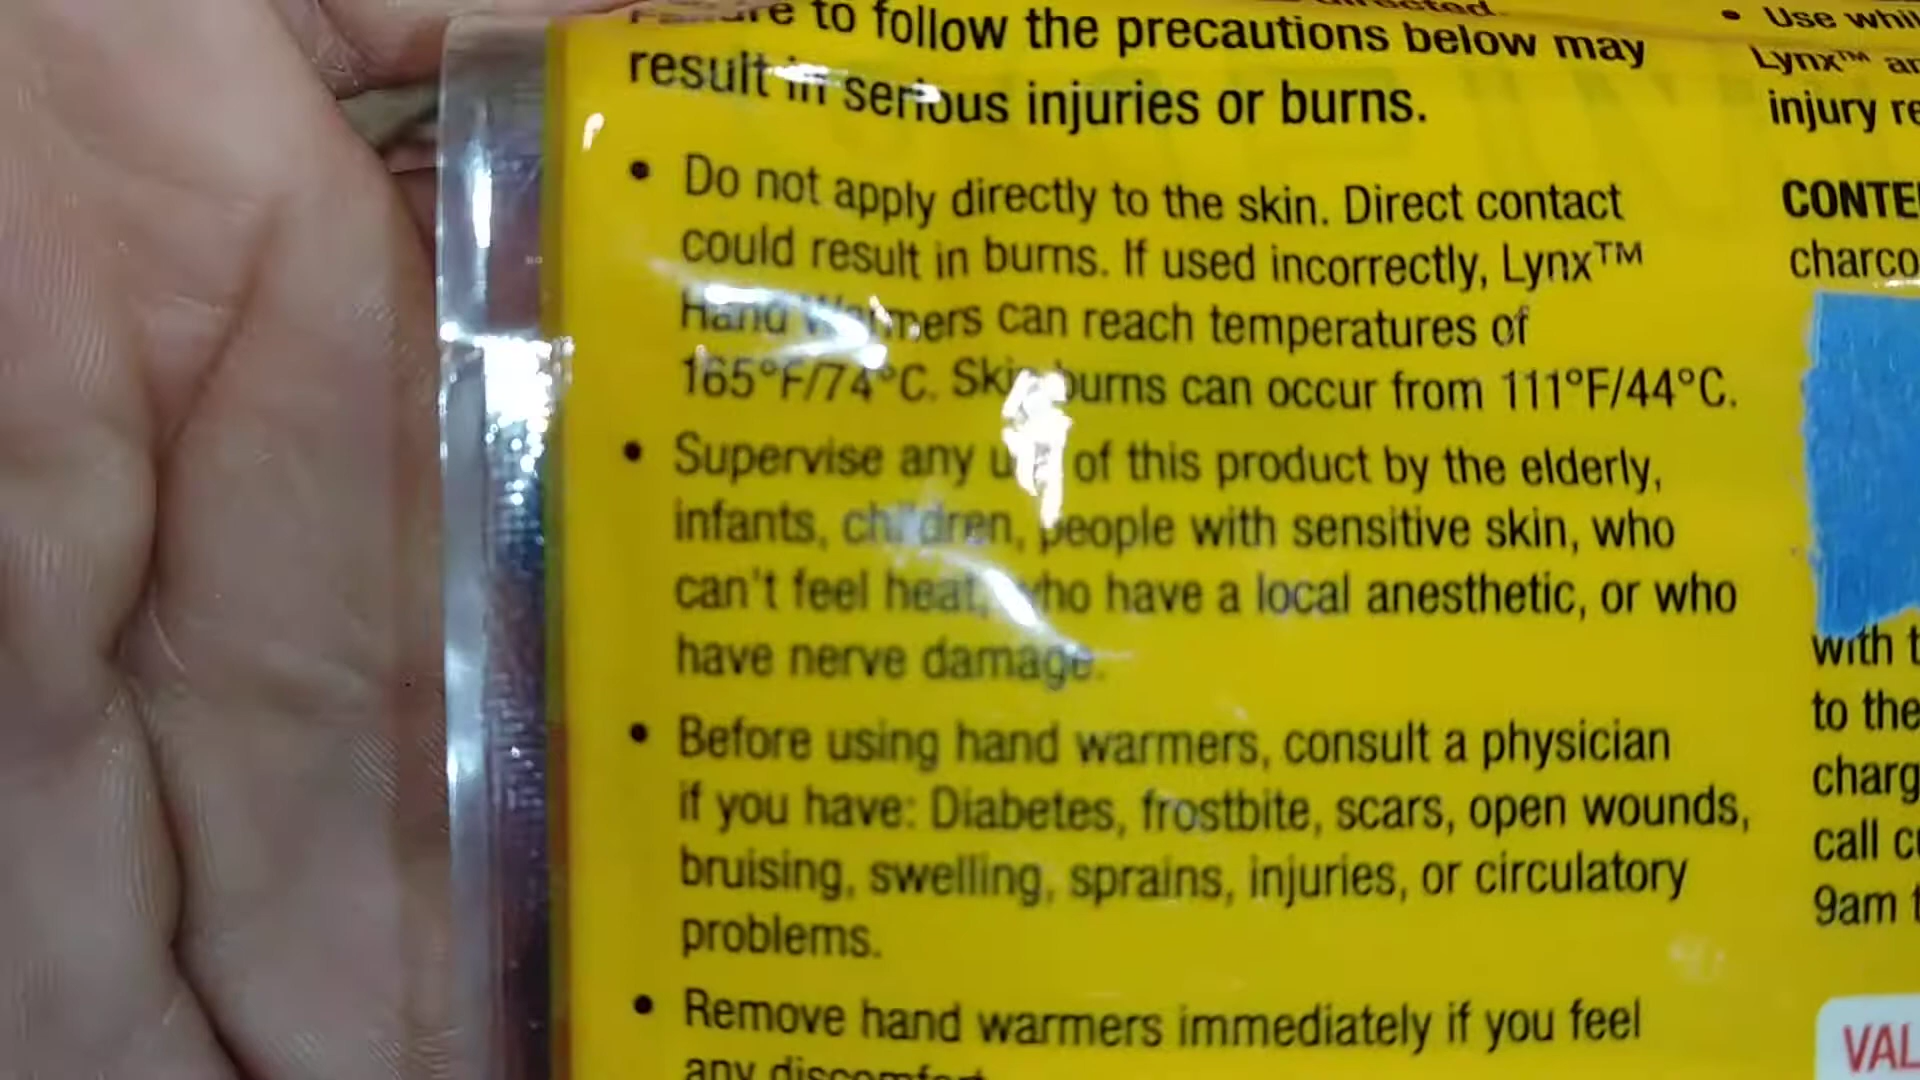 directed.
Failure to follow the precautions below may
result in serious injuries or burns.
• Do not apply directly to the skin. Direct contact
could result in burns. If used incorrectly, Lynx™
Hand Warmers can reach temperatures of
165°F/74°C. Skin burns can occur from 111°F/44°C.
• Supervise any use of this product by the elderly,
infants, children, people with sensitive skin, who
can't feel heat, who have a local anesthetic, or who
have nerve damage.
• Before using hand warmers, consult a physician
if you have: Diabetes, frostbite, scars, open wounds,
bruising, swelling, sprains, injuries, or circulatory
problems.
• Remove hand warmers immediately if you feel
any discomfort.
• Use whil
Lynx™ an
injury re
CONTE
charco
with t
to the
charg
call cu
9am t
VAL